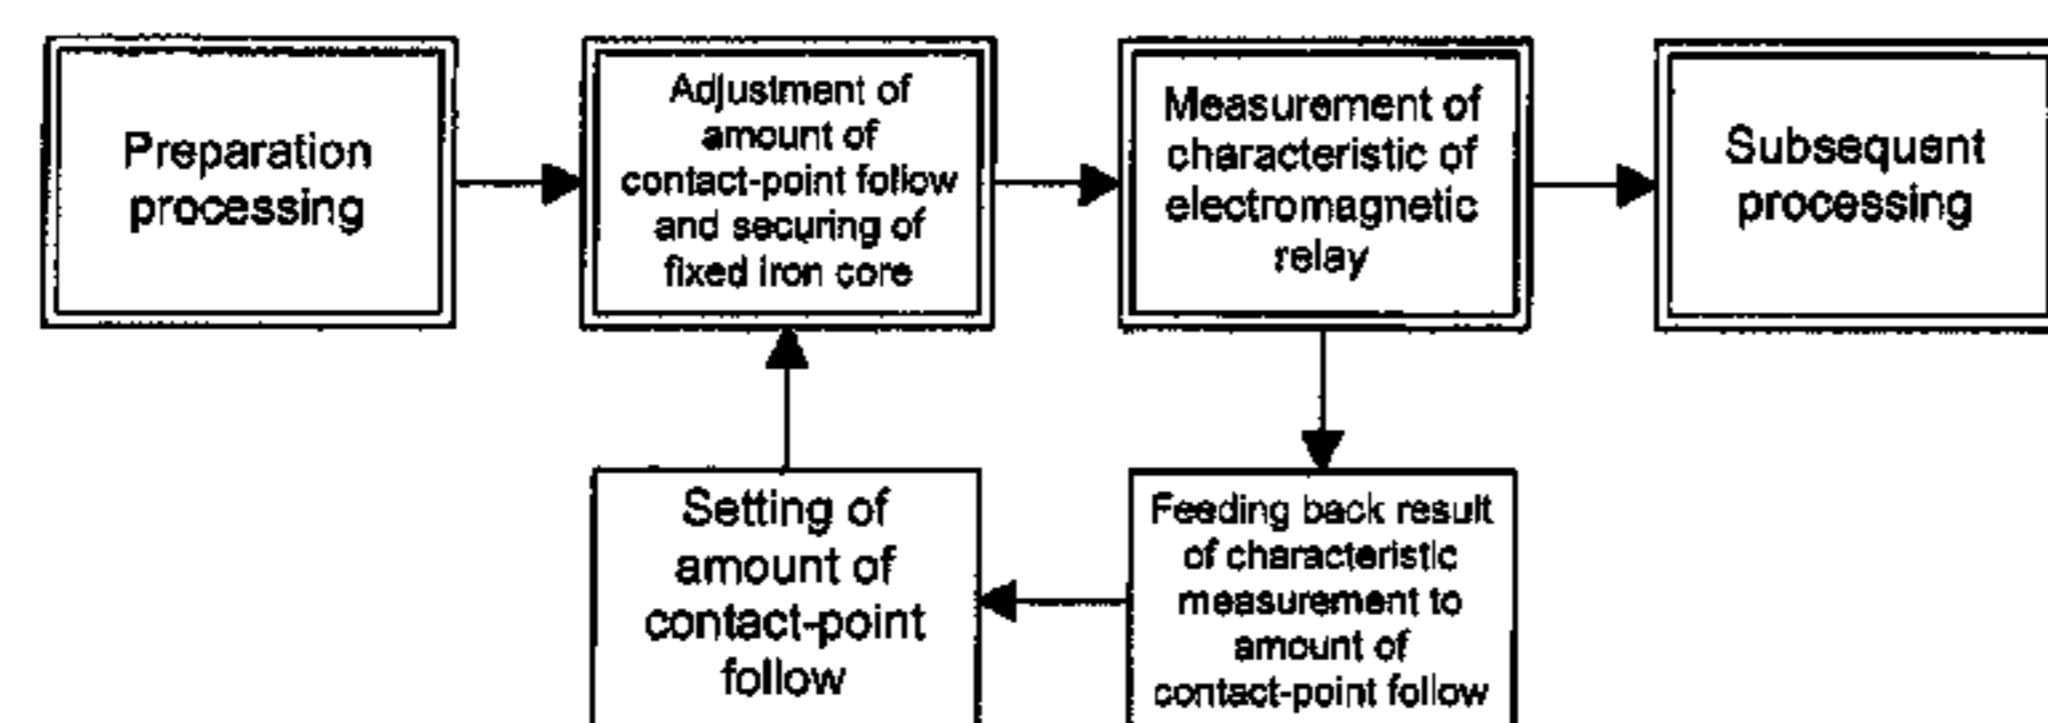 Preparation
processing
Adjustment of
amount of
contact-point follow
and securing of
fixed iron core
Measurement of
characteristic of
electromagnetic
relay
Subsequent
processing
Setting of
amount of
contact-point
follow
Feeding back result
of characteristic
measurement to
amount of
contact-point follow